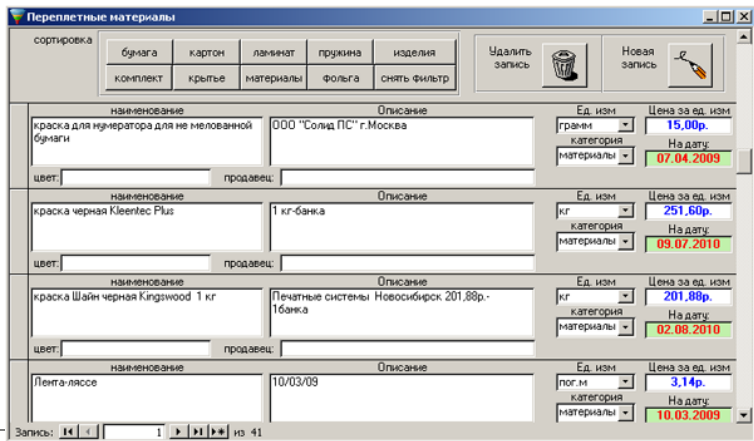 Переплетные материалы
сортировка
бумага картон ламинат пружина изделия
комплект крытье материалы фольга снять фильтр
Удалить запись
Новая запись
наименование Описание Ед. изм Цена за ед. изм
краска для нумератора для не мелованной бумаги
ООО "Солид ПС" г.Москва
грамм 15,00р.
категория На дату:
материалы 07.04.2009
цвет: продавец:
наименование Описание Ед. изм Цена за ед. изм
краска черная Kleentec Plus 1 кг-банка кг 251,60р.
категория На дату:
материалы 09.07.2010
цвет: продавец:
наименование Описание Ед. изм Цена за ед. изм
краска Шайн черная Kingswood 1 кг
Печатные системы Новосибирск 201,88р.-
1банка
кг 201,88р.
категория На дату:
материалы 02.08.2010
цвет: продавец:
наименование Описание Ед. изм Цена за ед. изм
Лента-ляссе 10/03/09 пог.м 3,14р.
категория На дату:
материалы 10.03.2009
Запись: 1 из 41